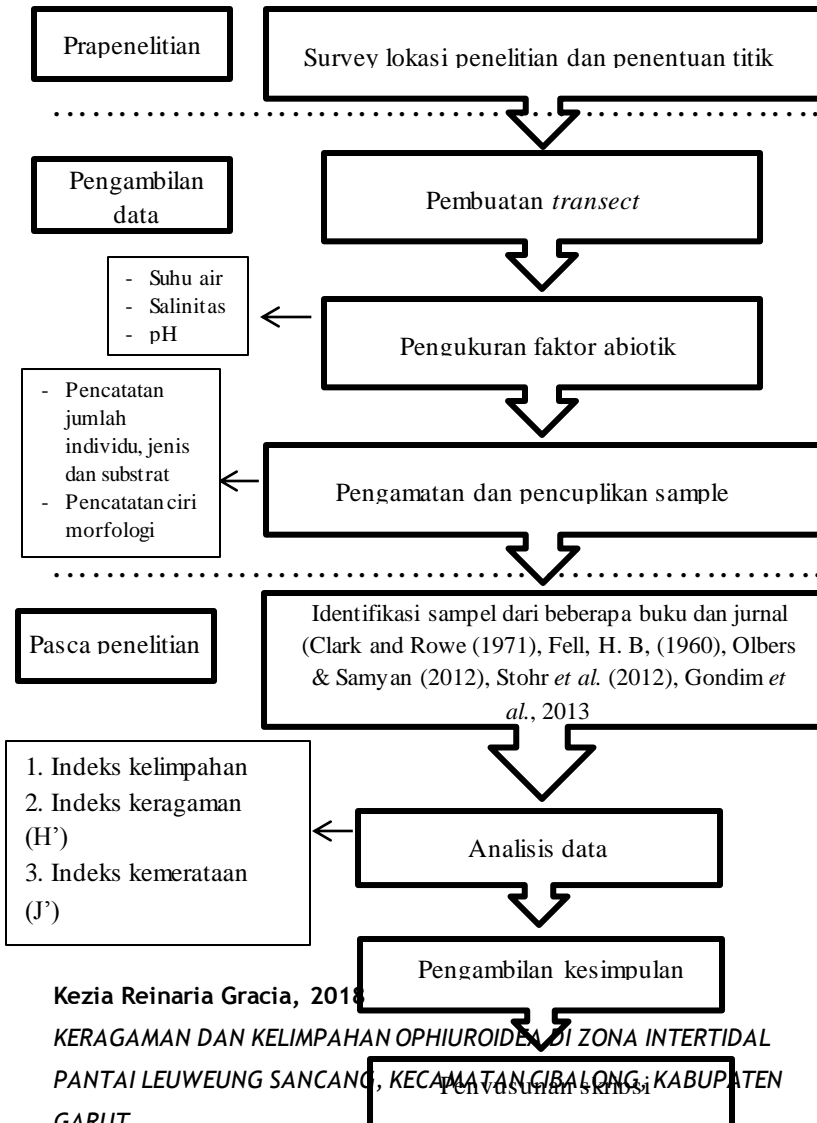 Prapenelitian
Survey lokasi penelitian dan penentuan titik
Pengambilan
data
Pembuatan transect
- Suhu air
- Salinitas
- pH
Pengukuran faktor abiotik
- Pencatatan
jumlah
individu, jenis
dan substrat
- Pencatatan ciri
morfologi
Pengamatan dan pencuplikan sample
Pasca penelitian
Identifikasi sampel dari beberapa buku dan jurnal
(Clark and Rowe (1971), Fell, H. B, (1960), Olbers
& Samyan (2012), Stohr et al. (2012), Gondim et
al., 2013
1. Indeks kelimpahan
2. Indeks keragaman
(H’)
3. Indeks kemerataan
(J’)
Analisis data
Pengambilan kesimpulan
Kezia Reinaria Gracia, 2018
KERAGAMAN DAN KELIMPAHAN OPHIUROIDEA DI ZONA INTERTIDAL
PANTAI LEUWEUNG SANCANG, KECAMATAN CIBALONG, KABUPATEN
GARUT
Penyusunan skripsi